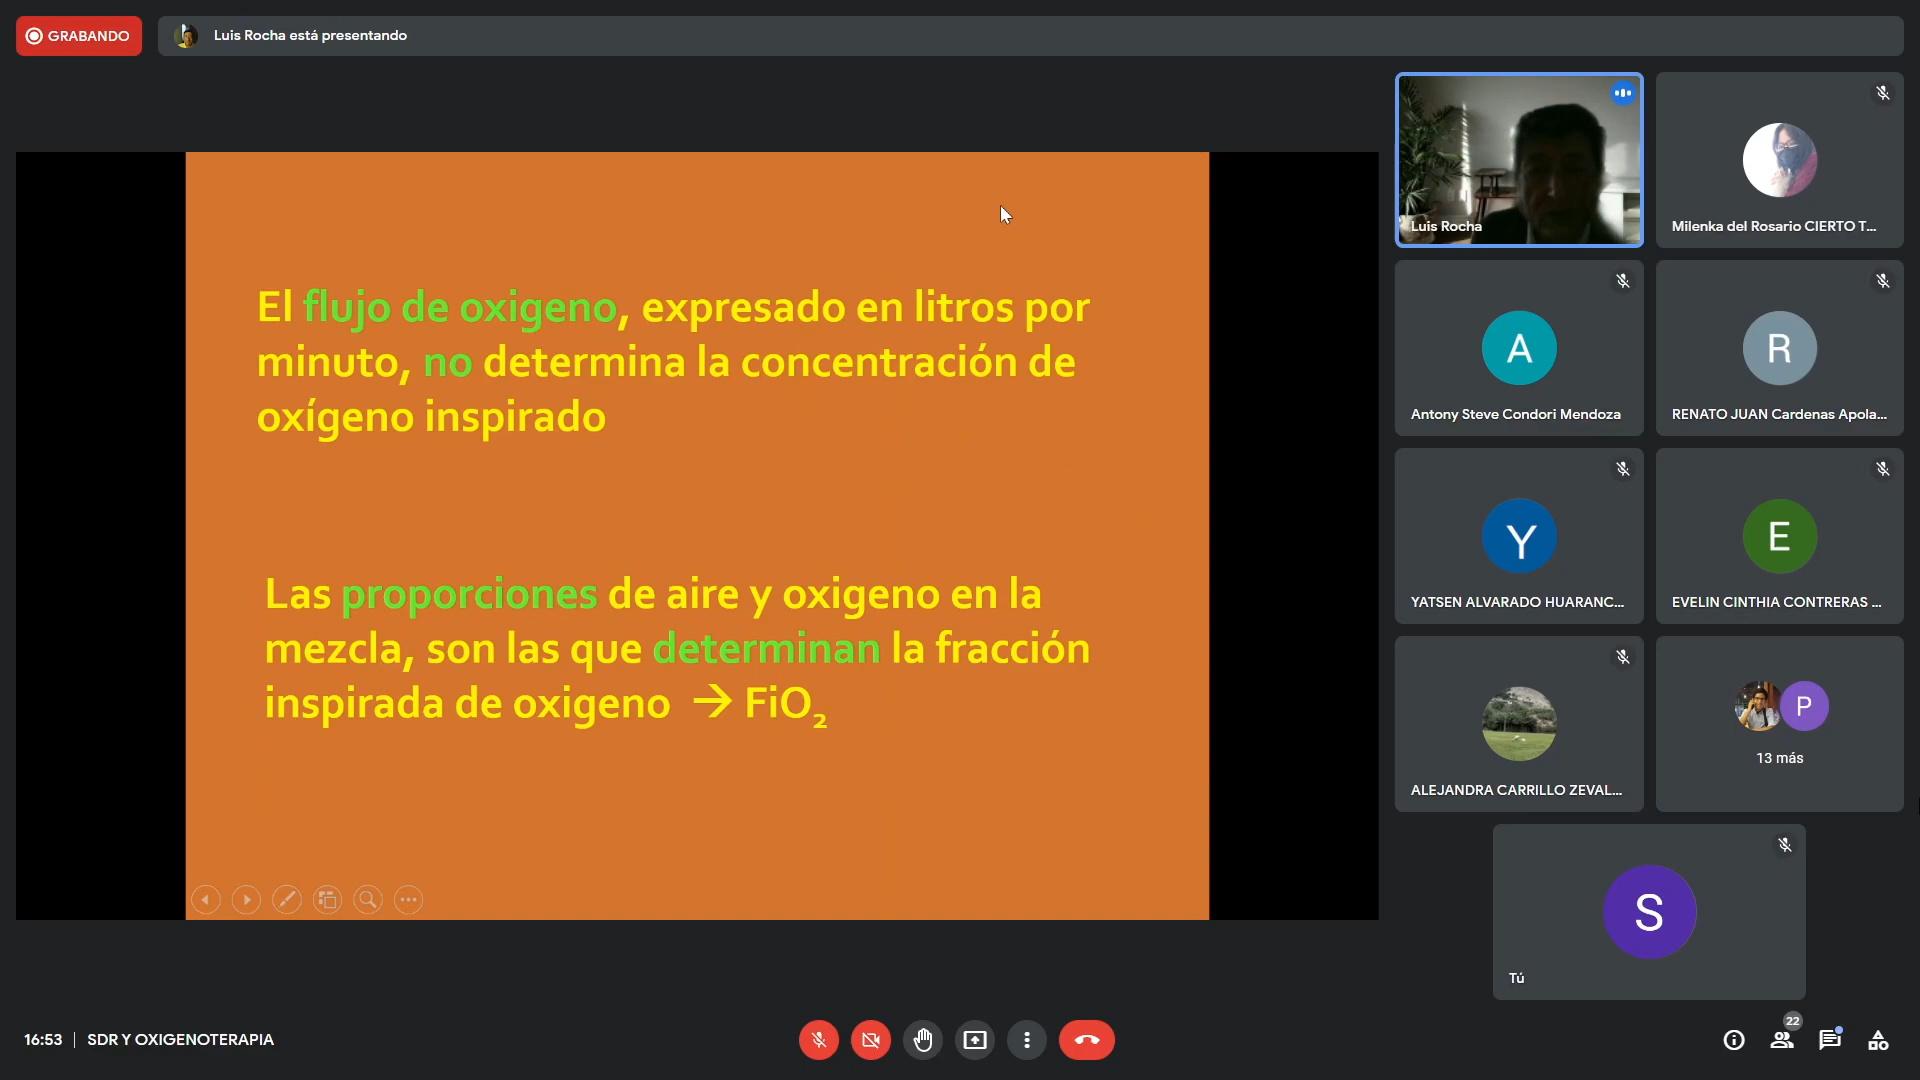 GRABANDO
Luis Rocha está presentando
El flujo de oxigeno, expresado en litros por
minuto, no determina la concentración de
oxígeno inspirado
Las proporciones de aire y oxigeno en la
mezcla, son las que determinan la fracción
inspirada de oxigeno → FiO₂
Luis Rocha
Milenka del Rosario CIERTO T...
A
Antony Steve Condori Mendoza
R
RENATO JUAN Cardenas Apola...
Y
YATSEN ALVARADO HUARANC...
E
EVELIN CINTHIA CONTRERAS ...
ALEJANDRA CARRILLO ZEVAL...
P
13 más
S
Tú
16:53 | SDR Y OXIGENOTERAPIA
22